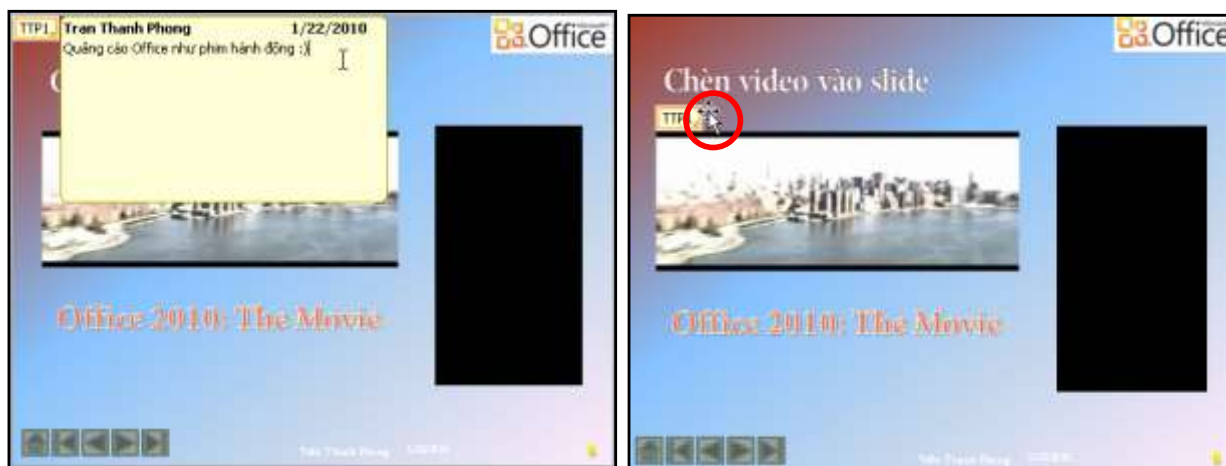 TTP1
Tran Thanh Phong 1/22/2010
Quảng cáo Office như phim hành động :)
Office
Office 2010: The Movie
Microsoft
Office
Chèn video vào slide
TTP
Office 2010: The Movie